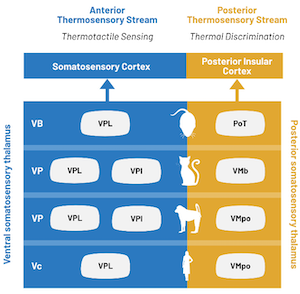 Anterior
Thermosensory Stream
Posterior
Thermosensory Stream
Thermotactile Sensing
Thermal Discrimination
Somatosensory Cortex
Posterior Insular
Cortex
Ventral somatosensory thalamus
VB
VPL
PoT
VP
VPL
VPI
VMb
VP
VPL
VPI
VMpo
Vc
VPL
VMpo
Posterior somatosensory thalamus